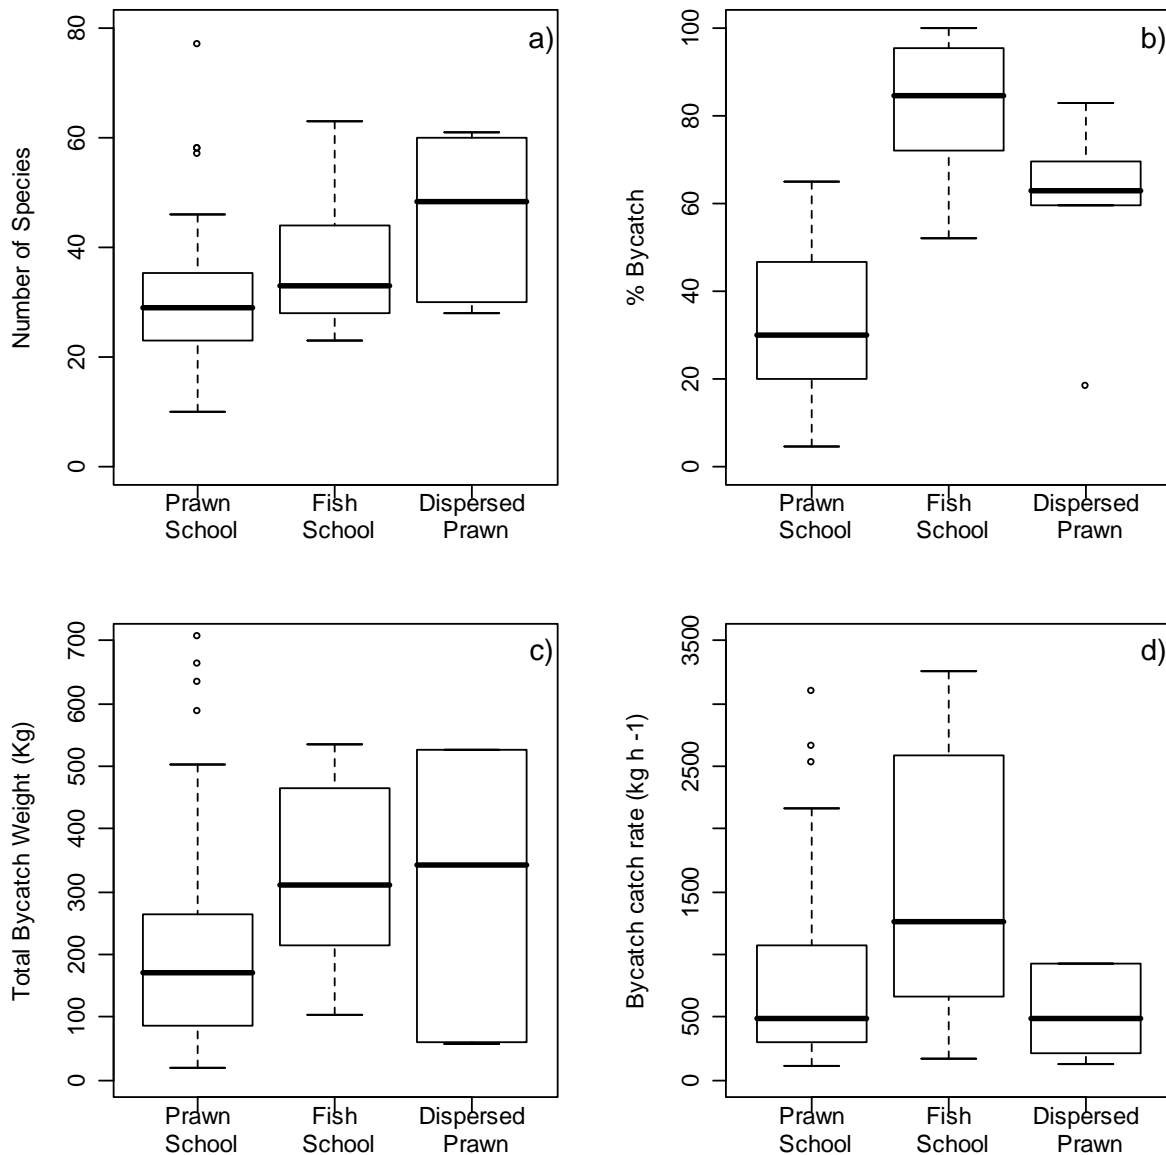 a)
Number of Species
80
60
40
20
0
Prawn School
Fish School
Dispersed Prawn
b)
% Bycatch
100
80
60
40
20
0
Prawn School
Fish School
Dispersed Prawn
c)
Total Bycatch Weight (Kg)
700
600
500
400
300
200
100
0
Prawn School
Fish School
Dispersed Prawn
d)
Bycatch catch rate (kg h -1)
3500
2500
1500
500
0
Prawn School
Fish School
Dispersed Prawn